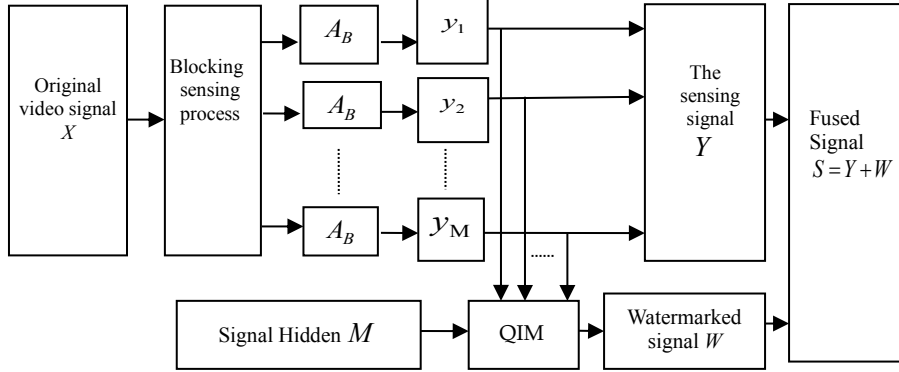 Original
video signal
X
Blocking
sensing
process
A_B
y_1
A_B
y_2
A_B
y_M
The
sensing
signal
Y
Fused
Signal
S=Y+W
Signal Hidden M
QIM
Watermarked
signal W